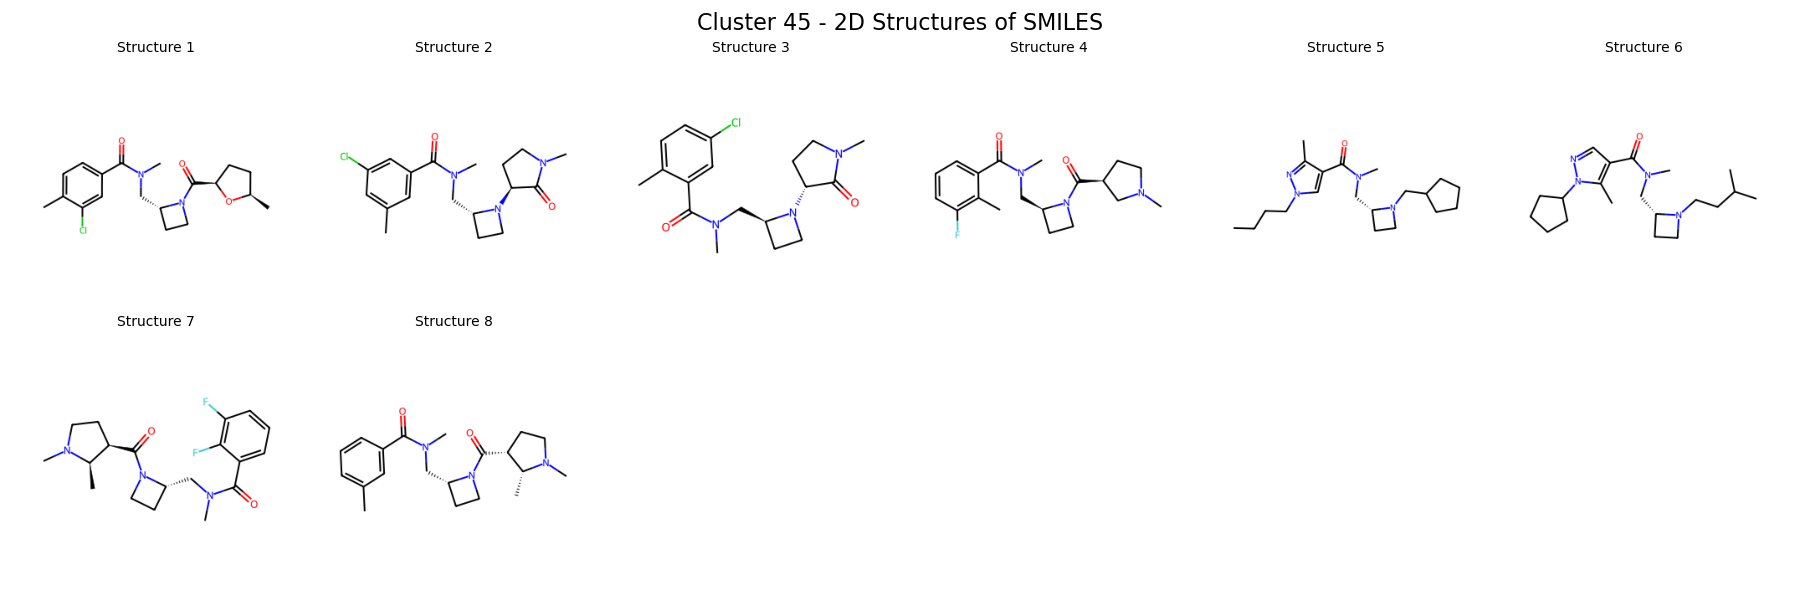 Cluster 45 - 2D Structures of SMILES
Structure 1
Structure 2
Structure 3
Structure 4
Structure 5
Structure 6
O
N
O
N
O
Cl
Cl
O
N
N
N
O
Cl
O
N
N
N
O
O
N
O
N
N
F
N
N
O
N
N
N
N
O
N
N
Structure 7
Structure 8
N
O
N
F
F
N
O
O
N
O
N
N